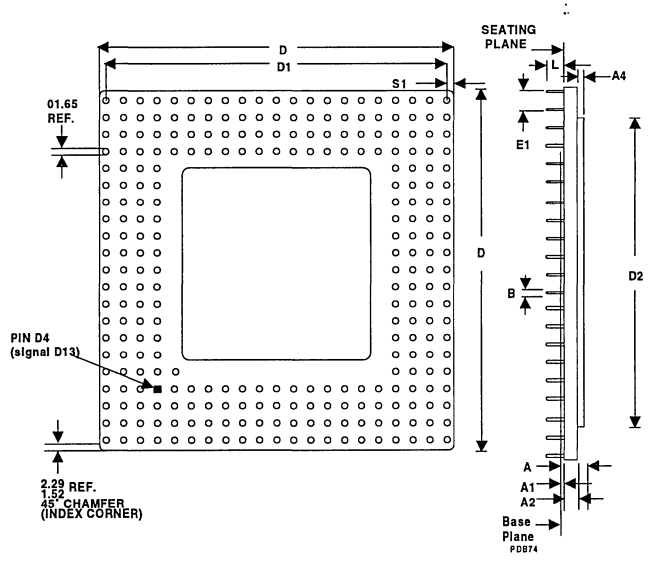 SEATING
PLANE
D
D1
S1
L
A4
01.65
REF.
E1
D
D2
B
PIN D4
(signal D13)
A
A1
A2
2.29 REF.
1.52
45° CHAMFER
(INDEX CORNER)
Base
Plane
PDB74